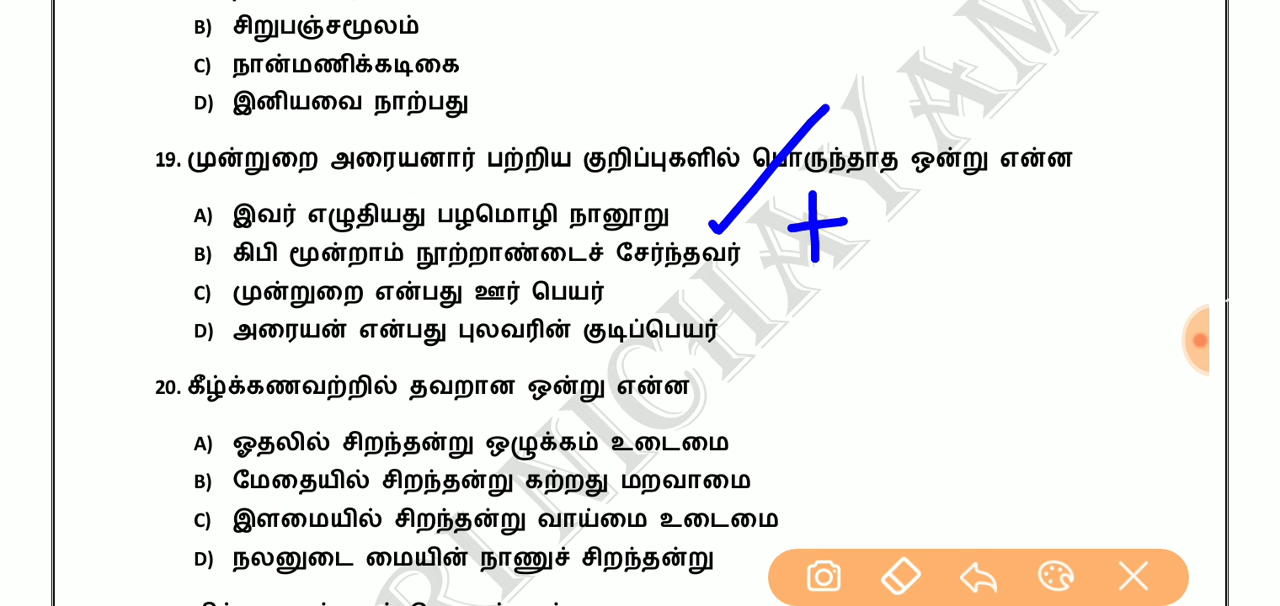 B) சிறுபஞ்சமூலம்
C) நான்மணிக்கடிகை
D) இனியவை நாற்பது
19. முன்றுறை அரையனார் பற்றிய குறிப்புகளில் பொருந்தாத ஒன்று என்ன
A) இவர் எழுதியது பழமொழி நானூறு
B) கிபி மூன்றாம் நூற்றாண்டைச் சேர்ந்தவர்
C) முன்றுறை என்பது ஊர் பெயர்
D) அரையன் என்பது புலவரின் குடிப்பெயர்
20. கீழ்க்கணவற்றில் தவறான ஒன்று என்ன
A) ஓதலில் சிறந்தன்று ஒழுக்கம் உடைமை
B) மேதையில் சிறந்தன்று கற்றது மறவாமை
C) இளமையில் சிறந்தன்று வாய்மை உடைமை
D) நலனுடை மையின் நாணுச் சிறந்தன்று
RI NICHAYAM